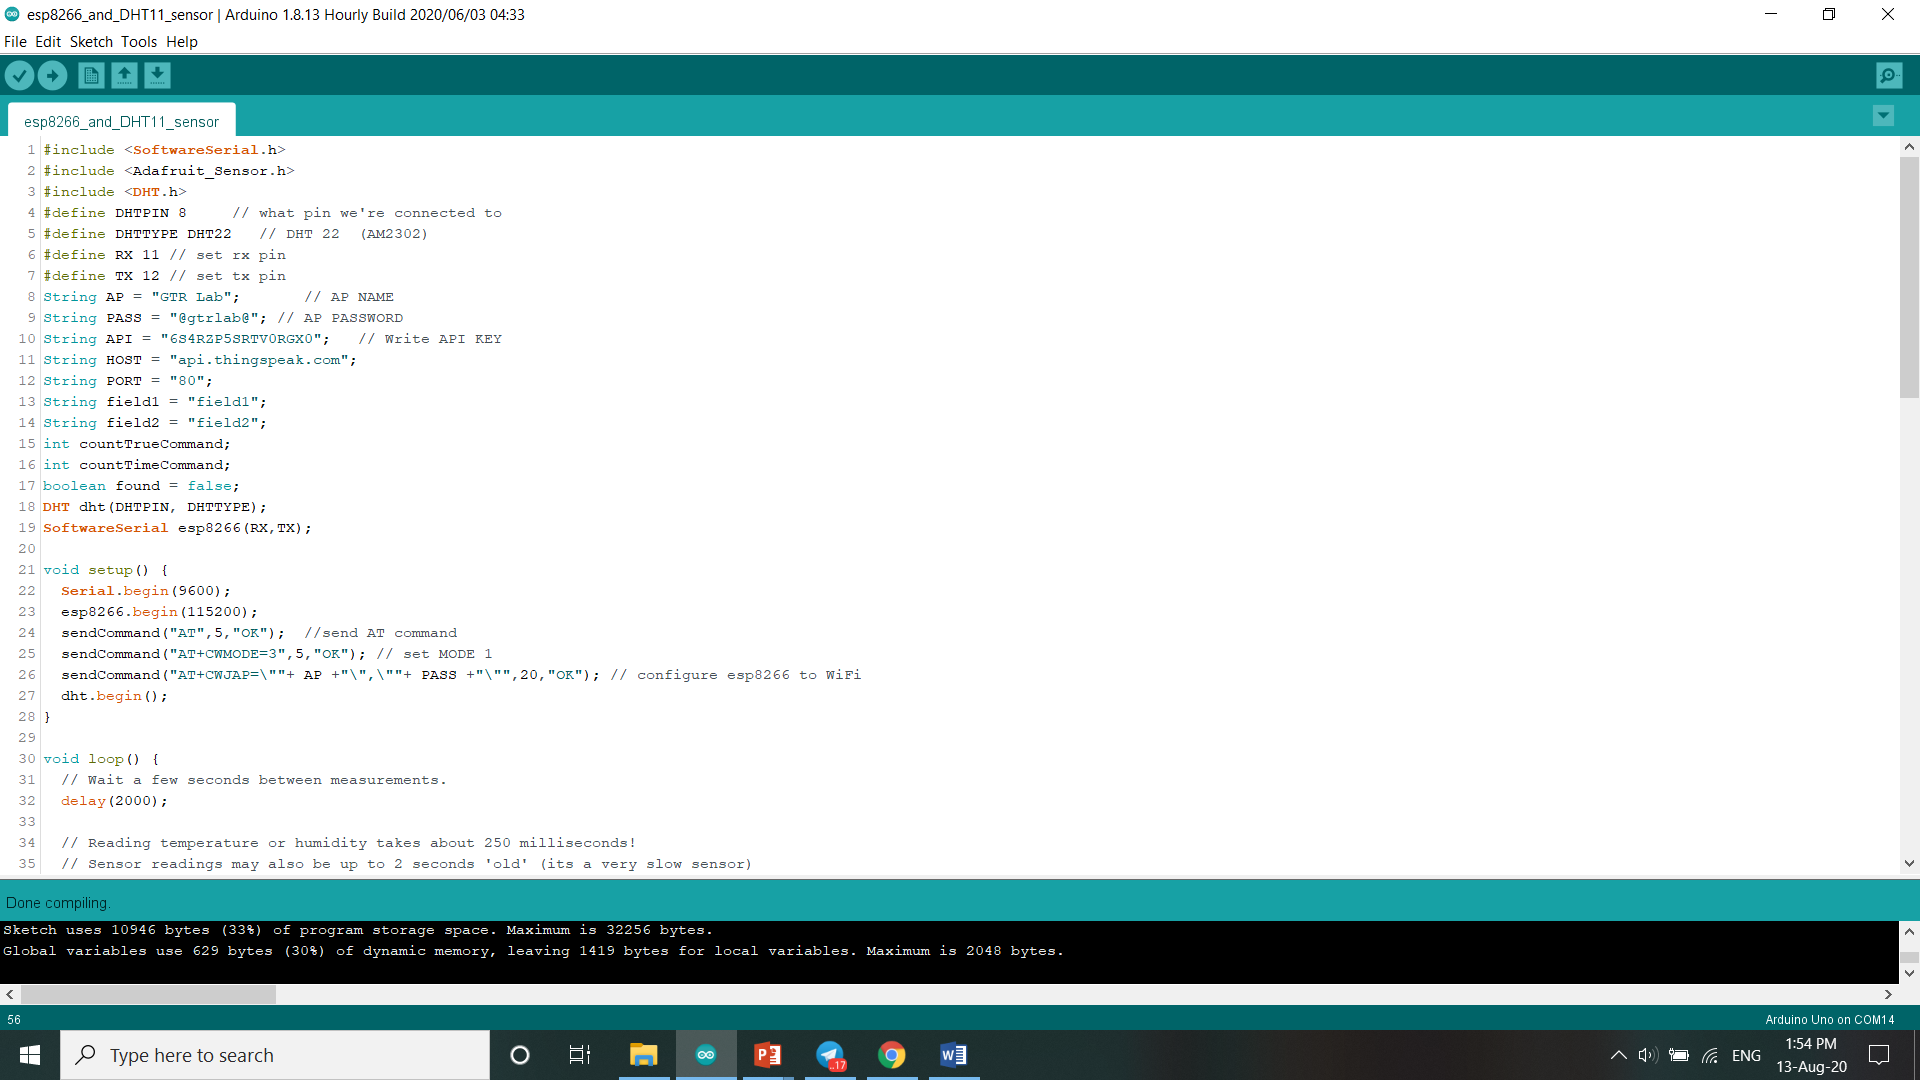 esp8266_and_DHT11_sensor | Arduino 1.8.13 Hourly Build 2020/06/03 04:33
File Edit Sketch Tools Help
esp8266_and_DHT11_sensor
1 #include <SoftwareSerial.h>
2 #include <Adafruit_Sensor.h>
3 #include <DHT.h>
4 #define DHTPIN 8     // what pin we're connected to
5 #define DHTTYPE DHT22   // DHT 22  (AM2302)
6 #define RX 11 // set rx pin
7 #define TX 12 // set tx pin
8 String AP = "GTR Lab";       // AP NAME
9 String PASS = "@gtrlab@"; // AP PASSWORD
10 String API = "6S4RZP5SRTV0RGX0";   // Write API KEY
11 String HOST = "api.thingspeak.com";
12 String PORT = "80";
13 String field1 = "field1";
14 String field2 = "field2";
15 int countTrueCommand;
16 int countTimeCommand;
17 boolean found = false;
18 DHT dht(DHTPIN, DHTTYPE);
19 SoftwareSerial esp8266(RX,TX);
20
21 void setup() {
22   Serial.begin(9600);
23   esp8266.begin(115200);
24   sendCommand("AT",5,"OK");  //send AT command
25   sendCommand("AT+CWMODE=3",5,"OK"); // set MODE 1
26   sendCommand("AT+CWJAP=\""+ AP +"\",\""+ PASS +"\"",20,"OK"); // configure esp8266 to WiFi
27   dht.begin();
28 }
29
30 void loop() {
31   // Wait a few seconds between measurements.
32   delay(2000);
33
34   // Reading temperature or humidity takes about 250 milliseconds!
35   // Sensor readings may also be up to 2 seconds 'old' (its a very slow sensor)
Done compiling.
Sketch uses 10946 bytes (33%) of program storage space. Maximum is 32256 bytes.
Global variables use 629 bytes (30%) of dynamic memory, leaving 1419 bytes for local variables. Maximum is 2048 bytes.
56
Arduino Uno on COM14
Type here to search
..17
ENG
1:54 PM
13-Aug-20